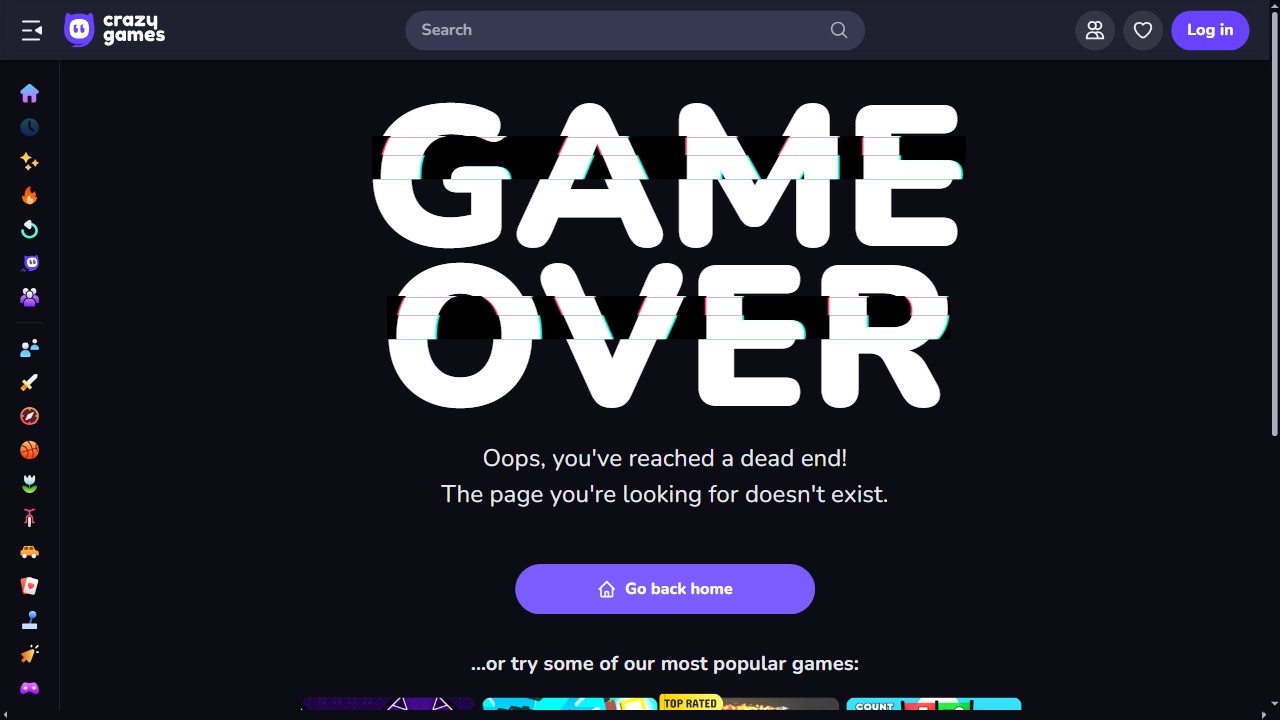 crazy
games
Search
Log in
GAME
OVER
Oops, you've reached a dead end!
The page you're looking for doesn't exist.
Go back home
...or try some of our most popular games:
TOP RATED
COUNT